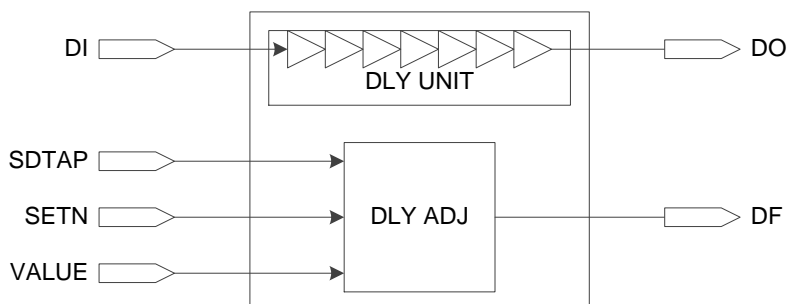 DI
DO
DLY UNIT
SDTAP
SETN
DLY ADJ
DF
VALUE